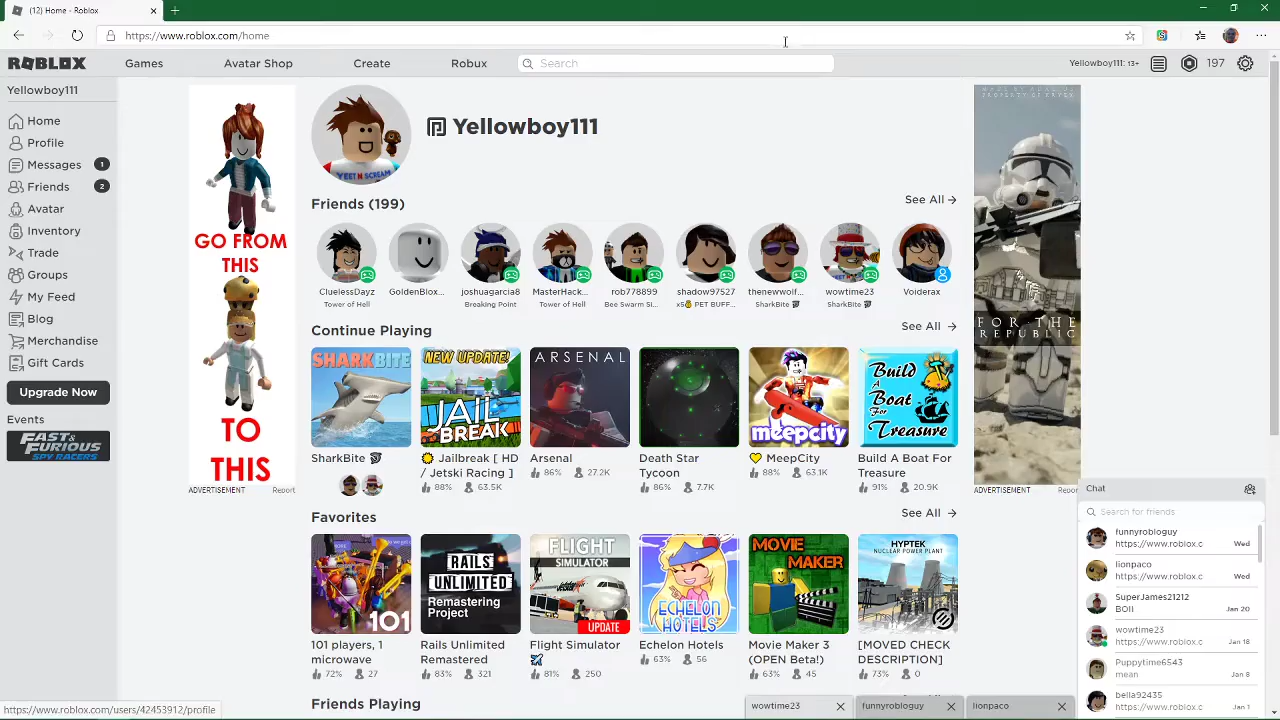 (12) Home - Roblox
https://www.roblox.com/home
ROBLOX
Games
Avatar Shop
Create
Robux
Search
Yellowboy111: 13+
197
Yellowboy111
Home
Profile
Messages 1
Friends 2
Avatar
Inventory
Trade
Groups
My Feed
Blog
Merchandise
Gift Cards
Upgrade Now
Events
FAST & FURIOUS
SPY RACERS
GO FROM
THIS
TO
THIS
ADVERTISEMENT Report
YEET N SCREAM
Yellowboy111
Friends (199)
See All →
CluelessDayz
Tower of Hell
GoldenBlox...
joshuagarcia8
Breaking Point
MasterHack...
Tower of Hell
rob778899
Bee Swarm Si...
shadow97527
x5 PET BUFF...
thenewwolf...
SharkBite
wowtime23
SharkBite
Voiderax
Continue Playing
See All →
SHARKBITE
SharkBite
NEW UPDATE!
JAIL
BREAK
Jailbreak [ HD
/ Jetski Racing ]
88% 63.5K
ARSENAL
Arsenal
86% 27.2K
Death Star
Tycoon
86% 7.7K
meepcity
MeepCity
88% 63.1K
Build
A
Boat
For
Treasure
Build A Boat For
Treasure
91% 20.9K
Favorites
See All →
101
101 players, 1
microwave
72% 27
RAILS
UNLIMITED
Remastering
Project
Rails Unlimited
Remastered
83% 321
FLIGHT
SIMULATOR
UPDATE
Flight Simulator
81% 250
ECHELON
HOTELS
Echelon Hotels
63% 56
MOVIE
MAKER
Movie Maker 3
(OPEN Beta!)
63% 45
HYPTEK
NUCLEAR POWER PLANT
[MOVED CHECK
DESCRIPTION]
73% 0
Friends Playing
PROPERTY OF
FOR THE
REPUBLIC
ADVERTISEMENT Repor
Chat
Search for friends
funnyrobloguy
https://www.roblox.c Wed
lionpaco
https://www.roblox.c Wed
SuperJames21212
BOII Jan 20
wowtime23
https://www.roblox.c Jan 18
Puppytime6543
mean Jan 8
bella92435
https://www.roblox.c Jan 1
wowtime23
funnyrobloguy
lionpaco
https://www.roblox.com/users/42453912/profile